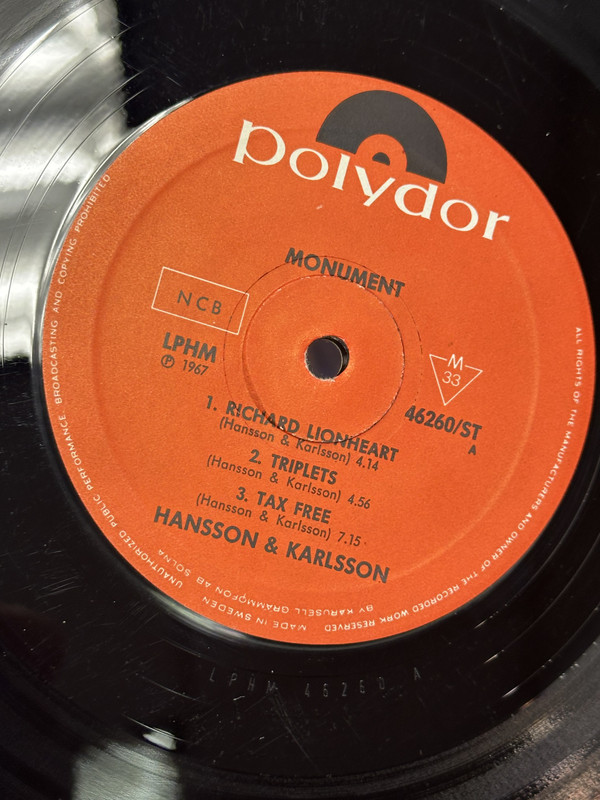 polydor
MONUMENT
NCB
LPHM
℗ 1967
M
33
46260/ST
A
1. RICHARD LIONHEART
(Hansson & Karlsson) 4.14
2. TRIPLETS
(Hansson & Karlsson) 4.56
3. TAX FREE
(Hansson & Karlsson) 7.15
HANSSON & KARLSSON
ALL RIGHTS OF THE MANUFACTURERS AND OWNER OF THE RECORDED WORK RESERVED
UNAUTHORIZED PUBLIC PERFORMANCE BROADCASTING AND COPYING PROHIBITED
MADE IN SWEDEN
BY KARUSELL GRAMMOFON AB SOLNA
LPHM 46260 A